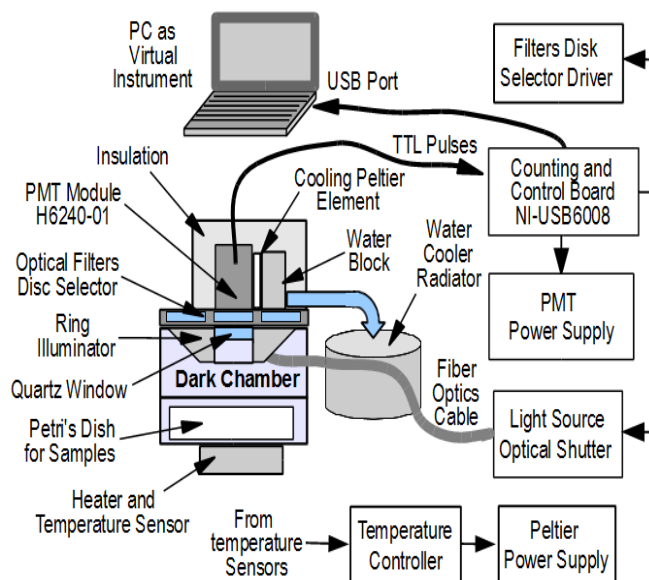 PC as
Virtual
Instrument
USB Port
Filters Disk
Selector Driver
TTL Pulses
Insulation
PMT Module
H6240-01
Cooling Peltier
Element
Counting and
Control Board
NI-USB6008
Water
Block
Water
Cooler
Radiator
Optical Filters
Disc Selector
PMT
Power Supply
Ring
Illuminator
Quartz Window
Dark Chamber
Fiber
Optics
Cable
Petri's Dish
for Samples
Light Source
Optical Shutter
Heater and
Temperature Sensor
From
temperature
Sensors
Temperature
Controller
Peltier
Power Supply